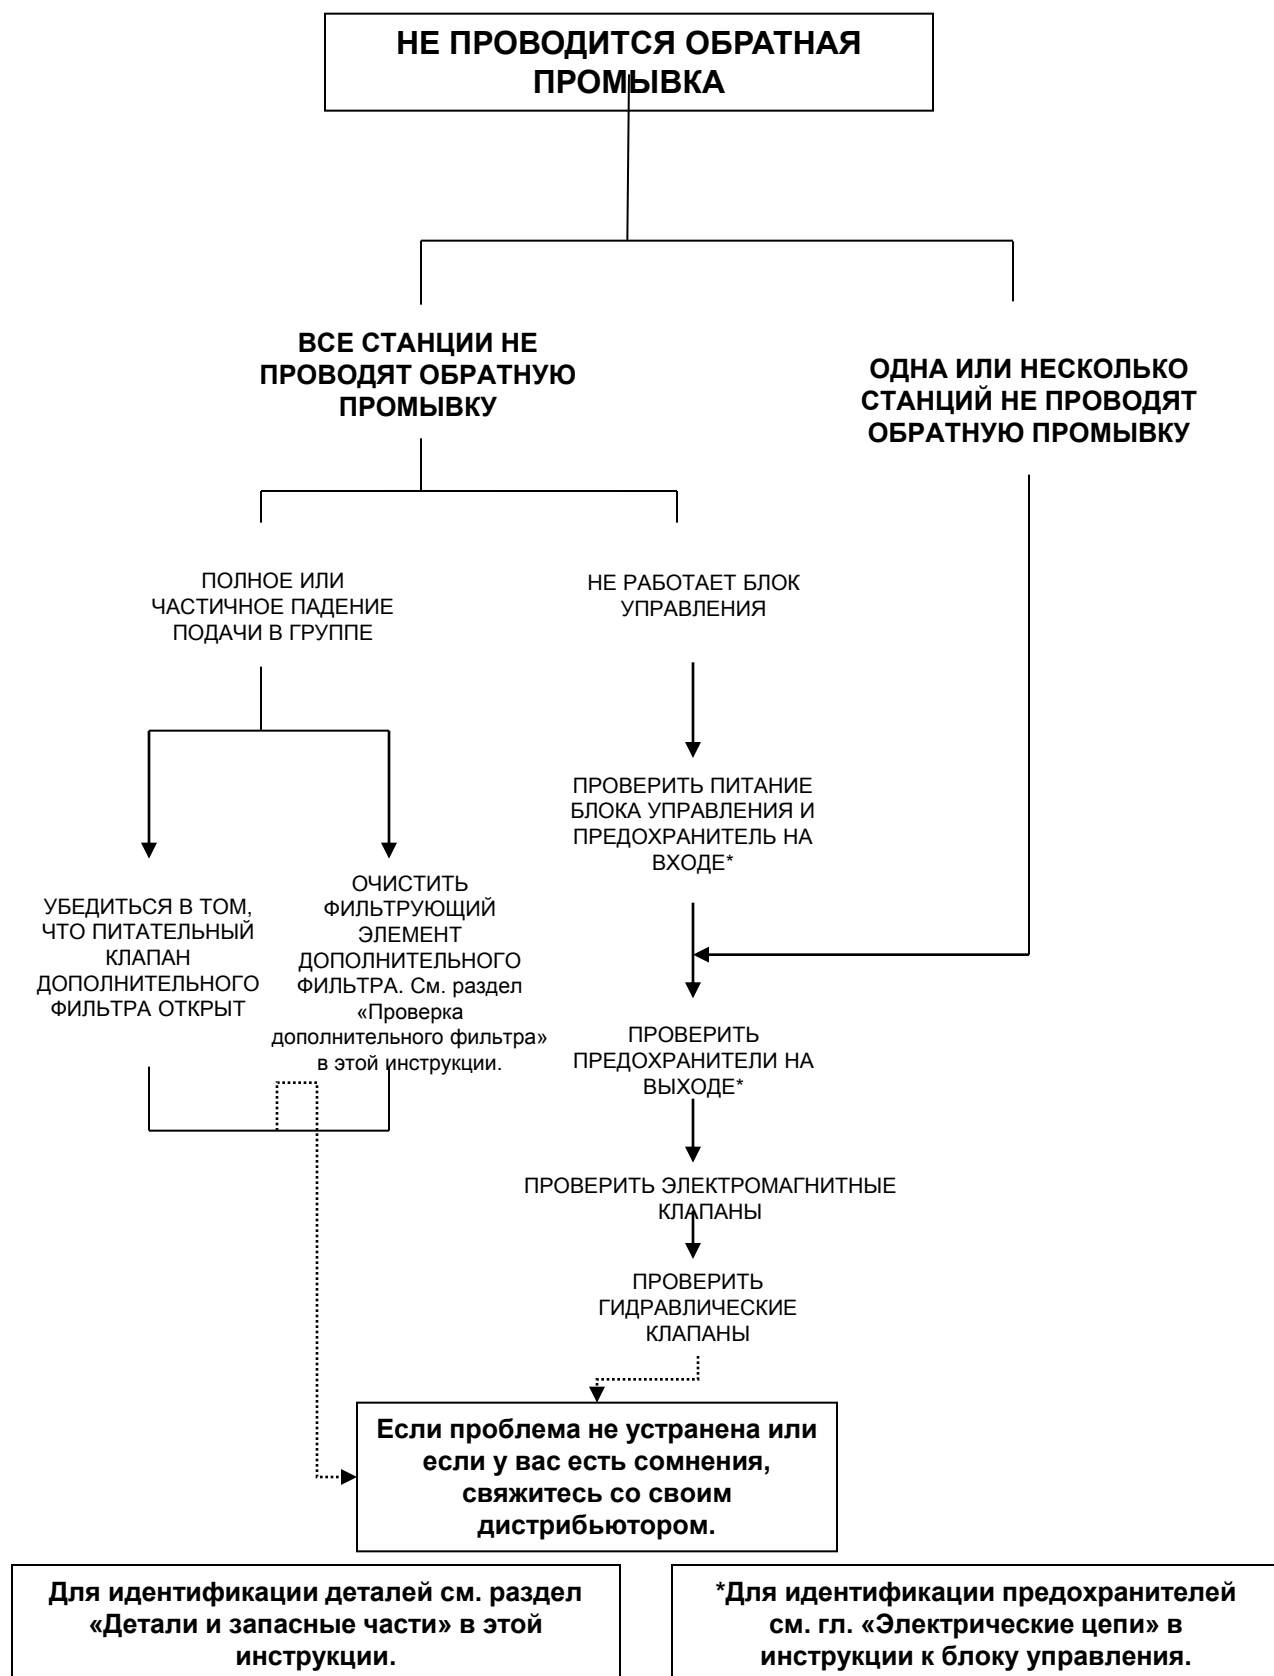 НЕ ПРОВОДИТСЯ ОБРАТНАЯ
ПРОМЫВКА
ВСЕ СТАНЦИИ НЕ
ПРОВОДЯТ ОБРАТНУЮ
ПРОМЫВКУ
ОДНА ИЛИ НЕСКОЛЬКО
СТАНЦИЙ НЕ ПРОВОДЯТ
ОБРАТНУЮ ПРОМЫВКУ
ПОЛНОЕ ИЛИ
ЧАСТИЧНОЕ ПАДЕНИЕ
ПОДАЧИ В ГРУППЕ
НЕ РАБОТАЕТ БЛОК
УПРАВЛЕНИЯ
ПРОВЕРИТЬ ПИТАНИЕ
БЛОКА УПРАВЛЕНИЯ И
ПРЕДОХРАНИТЕЛЬ НА
ВХОДЕ*
УБЕДИТЬСЯ В ТОМ,
ЧТО ПИТАТЕЛЬНЫЙ
КЛАПАН
ДОПОЛНИТЕЛЬНОГО
ФИЛЬТРА ОТКРЫТ
ОЧИСТИТЬ
ФИЛЬТРУЮЩИЙ
ЭЛЕМЕНТ
ДОПОЛНИТЕЛЬНОГО
ФИЛЬТРА. См. раздел
«Проверка
дополнительного фильтра»
в этой инструкции.
ПРОВЕРИТЬ
ПРЕДОХРАНИТЕЛИ НА
ВЫХОДЕ*
ПРОВЕРИТЬ ЭЛЕКТРОМАГНИТНЫЕ
КЛАПАНЫ
ПРОВЕРИТЬ
ГИДРАВЛИЧЕСКИЕ
КЛАПАНЫ
Если проблема не устранена или
если у вас есть сомнения,
свяжитесь со своим
дистрибьютором.
Для идентификации деталей см. раздел
«Детали и запасные части» в этой
инструкции.
*Для идентификации предохранителей
см. гл. «Электрические цепи» в
инструкции к блоку управления.